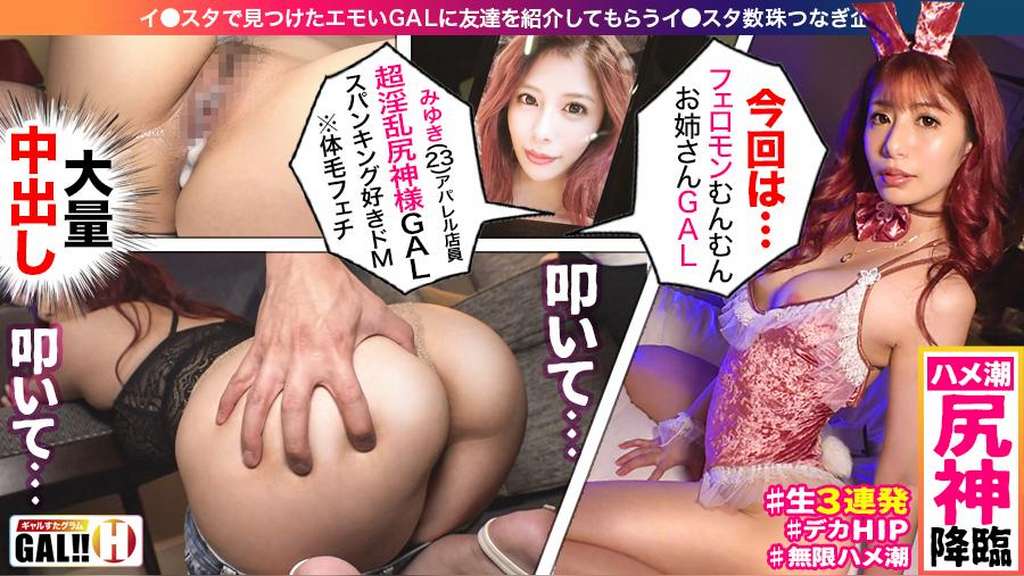 イ●スタで見つけたエモいGALに友達を紹介してもらうイ●スタ数珠つなぎ企
今回は…
フェロモンむんむん
お姉さんGAL
みゆき(23)アパレル店員
超淫乱尻神様GAL
スパンキング好きドM
※体毛フェチ
大量
中出し
叩いて…
叩いて…
ハメ潮
尻神
降臨
#生3連発
#デカHIP
#無限ハメ潮
ギャルすたグラム
GAL!!H